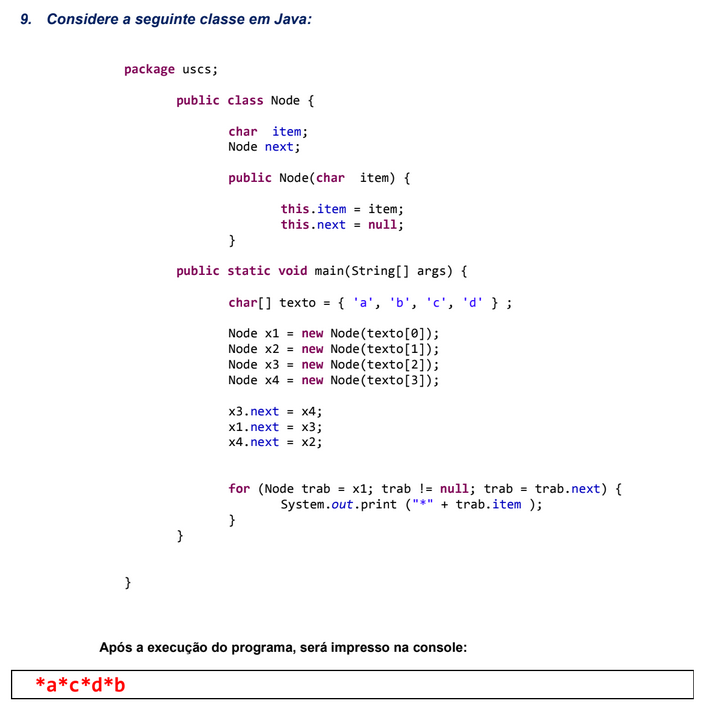 9. Considere a seguinte classe em Java:
package uscs;
public class Node {
char item;
Node next;
public Node(char item) {
this.item = item;
this.next = null;
}
public static void main(String[] args) {
char[] texto = { 'a', 'b', 'c', 'd' } ;
Node x1 = new Node(texto[0]);
Node x2 = new Node(texto[1]);
Node x3 = new Node(texto[2]);
Node x4 = new Node(texto[3]);
x3.next = x4;
x1.next = x3;
x4.next = x2;
for (Node trab = x1; trab != null; trab = trab.next) {
System.out.print ("*" + trab.item );
}
}
}
Após a execução do programa, será impresso na console:
*a*c*d*b